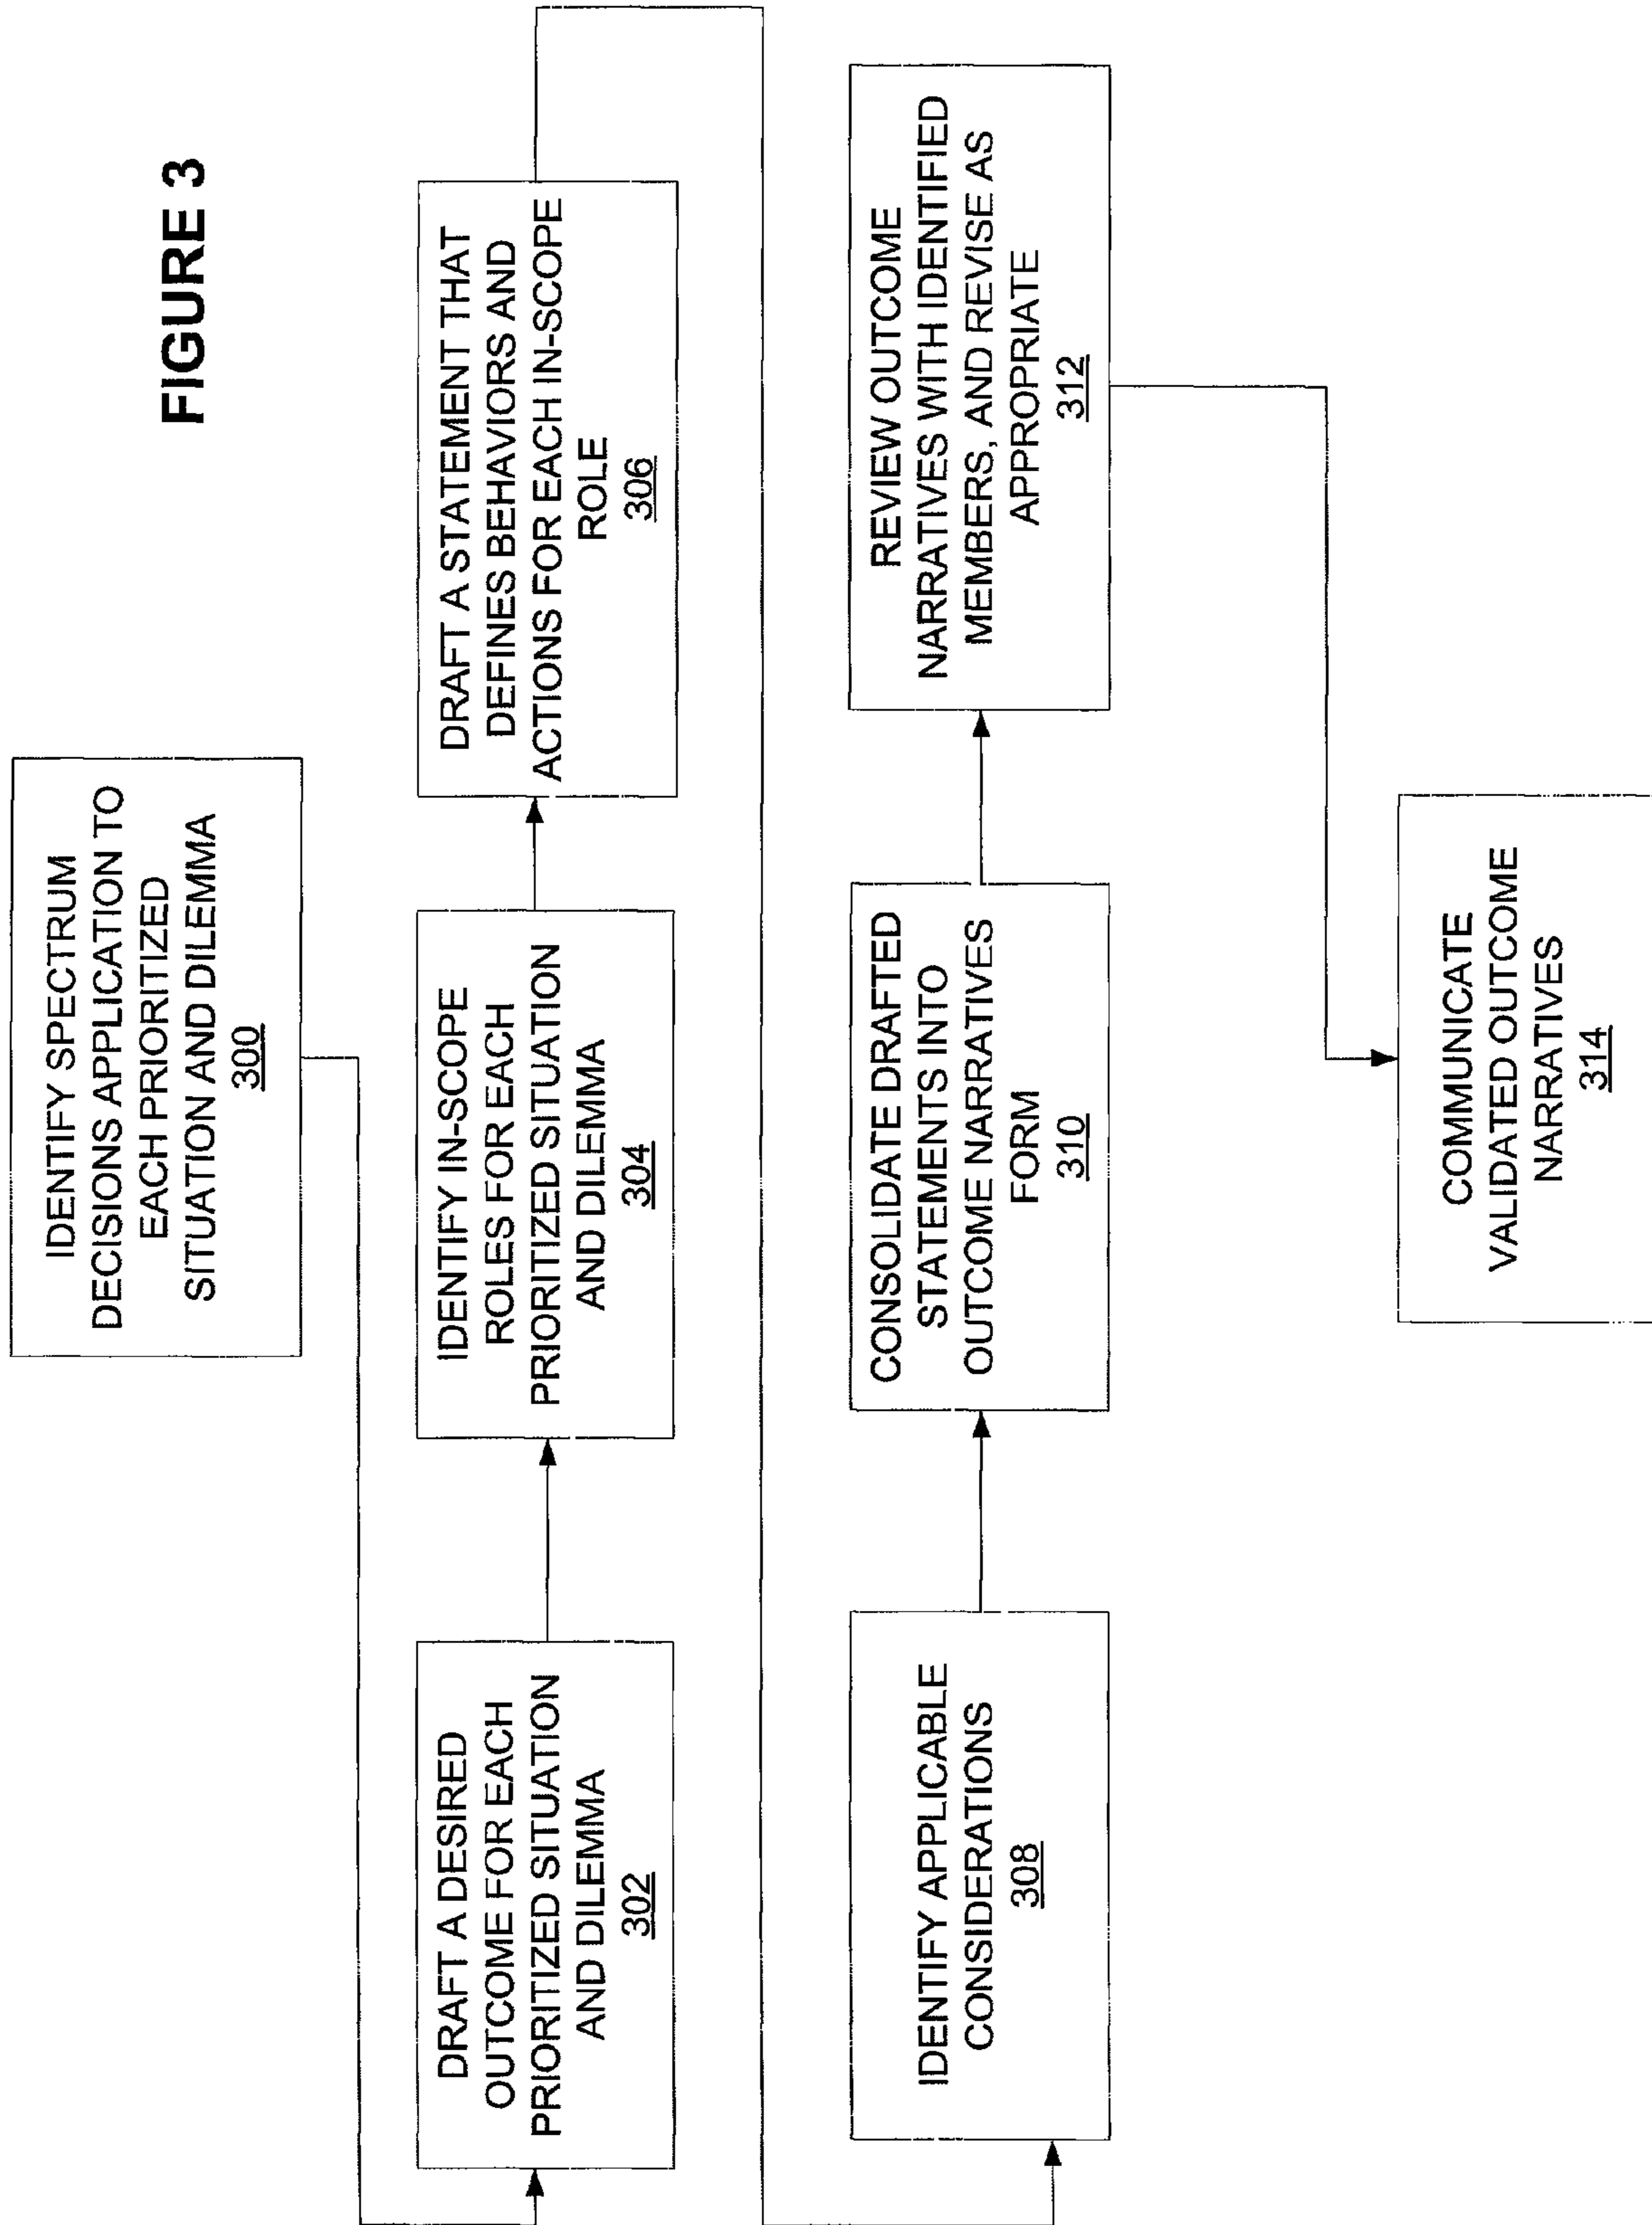 FIGURE 3
IDENTIFY SPECTRUM
DECISIONS APPLICATION TO
EACH PRIORITIZED
SITUATION AND DILEMMA
300
DRAFT A DESIRED
OUTCOME FOR EACH
PRIORITIZED SITUATION
AND DILEMMA
302
IDENTIFY IN-SCOPE
ROLES FOR EACH
PRIORITIZED SITUATION
AND DILEMMA
304
DRAFT A STATEMENT THAT
DEFINES BEHAVIORS AND
ACTIONS FOR EACH IN-SCOPE
ROLE
306
IDENTIFY APPLICABLE
CONSIDERATIONS
308
CONSOLIDATE DRAFTED
STATEMENTS INTO
OUTCOME NARRATIVES
FORM
310
REVIEW OUTCOME
NARRATIVES WITH IDENTIFIED
MEMBERS, AND REVISE AS
APPROPRIATE
312
COMMUNICATE
VALIDATED OUTCOME
NARRATIVES
314